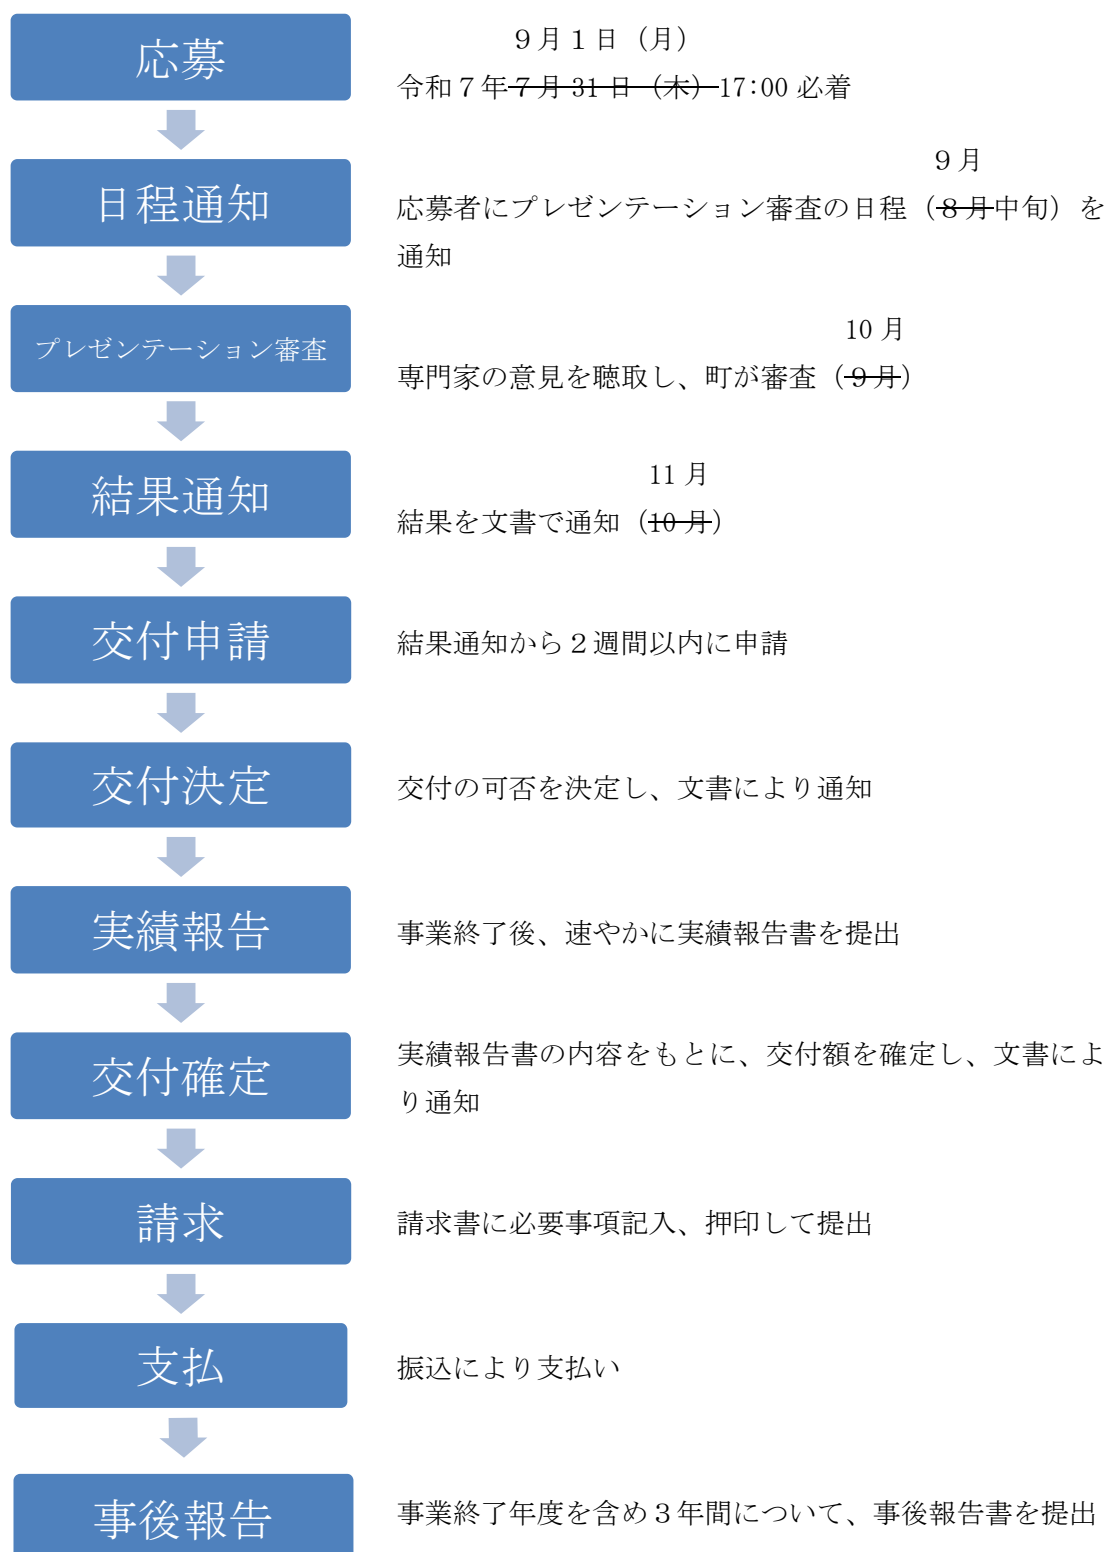 応募
９月１日（月）
令和７年７月 31 日（木）17:00 必着
日程通知
９月
応募者にプレゼンテーション審査の日程（８月中旬）を
通知
プレゼンテーション審査
10 月
専門家の意見を聴取し、町が審査（９月）
結果通知
11 月
結果を文書で通知（10 月）
交付申請
結果通知から２週間以内に申請
交付決定
交付の可否を決定し、文書により通知
実績報告
事業終了後、速やかに実績報告書を提出
交付確定
実績報告書の内容をもとに、交付額を確定し、文書によ
り通知
請求
請求書に必要事項記入、押印して提出
支払
振込により支払い
事後報告
事業終了年度を含め３年間について、事後報告書を提出